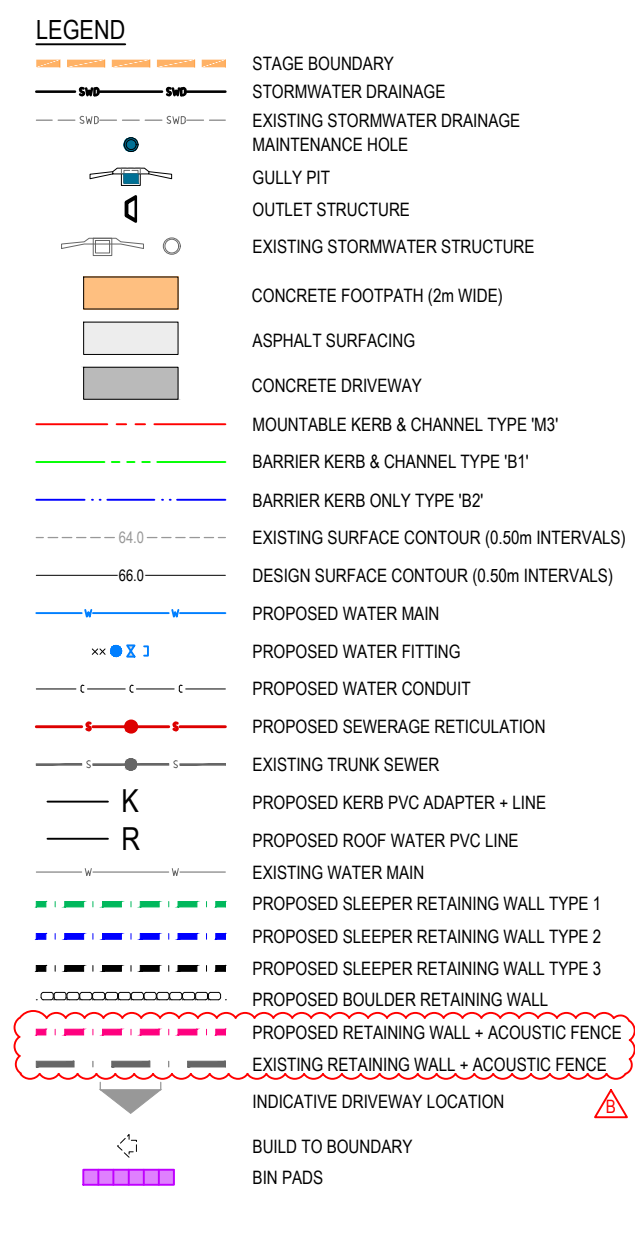 LEGEND
STAGE BOUNDARY
SWD SWD STORMWATER DRAINAGE
SWD SWD EXISTING STORMWATER DRAINAGE
MAINTENANCE HOLE
GULLY PIT
OUTLET STRUCTURE
EXISTING STORMWATER STRUCTURE
CONCRETE FOOTPATH (2m WIDE)
ASPHALT SURFACING
CONCRETE DRIVEWAY
MOUNTABLE KERB & CHANNEL TYPE 'M3'
BARRIER KERB & CHANNEL TYPE 'B1'
BARRIER KERB ONLY TYPE 'B2'
64.0 EXISTING SURFACE CONTOUR (0.50m INTERVALS)
66.0 DESIGN SURFACE CONTOUR (0.50m INTERVALS)
W W PROPOSED WATER MAIN
xx PROPOSED WATER FITTING
C C C PROPOSED WATER CONDUIT
S S PROPOSED SEWERAGE RETICULATION
S S EXISTING TRUNK SEWER
K PROPOSED KERB PVC ADAPTER + LINE
R PROPOSED ROOF WATER PVC LINE
W W EXISTING WATER MAIN
PROPOSED SLEEPER RETAINING WALL TYPE 1
PROPOSED SLEEPER RETAINING WALL TYPE 2
PROPOSED SLEEPER RETAINING WALL TYPE 3
PROPOSED BOULDER RETAINING WALL
PROPOSED RETAINING WALL + ACOUSTIC FENCE
EXISTING RETAINING WALL + ACOUSTIC FENCE
INDICATIVE DRIVEWAY LOCATION B
BUILD TO BOUNDARY
BIN PADS